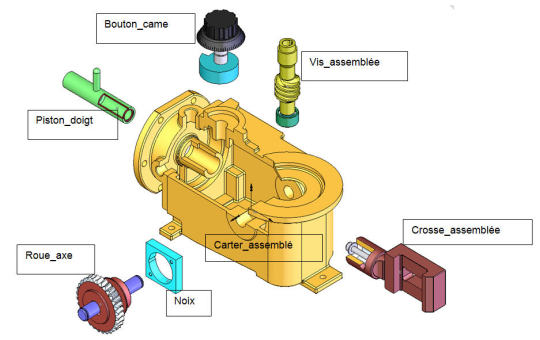 Bouton_came
Vis_assemblée
Piston_doigt
Crosse_assemblée
Carter_assemblé
Roue_axe
Noix